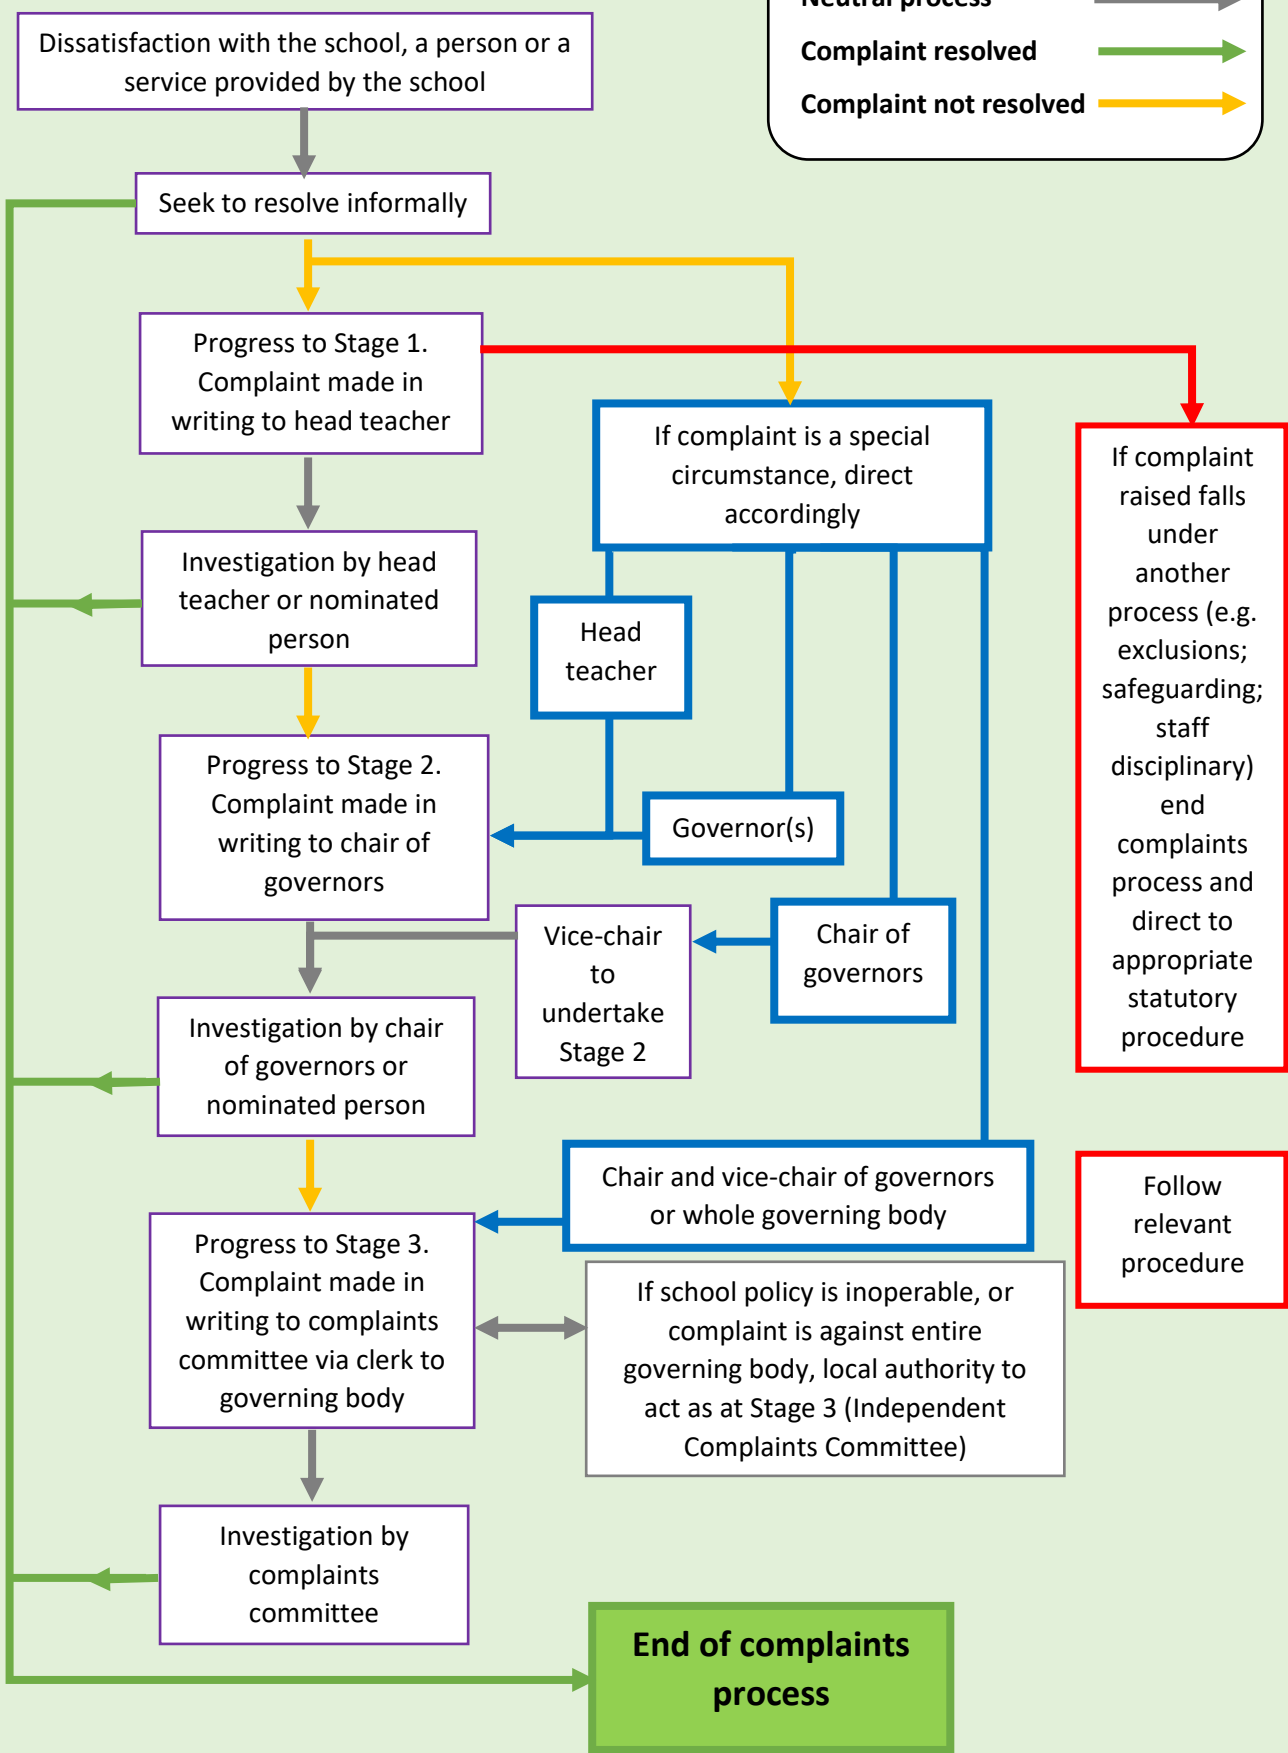 Neutral process
Complaint resolved
Complaint not resolved
Dissatisfaction with the school, a person or a
service provided by the school
Seek to resolve informally
Progress to Stage 1.
Complaint made in
writing to head teacher
If complaint is a special
circumstance, direct
accordingly
If complaint
raised falls
under
another
process (e.g.
exclusions;
safeguarding;
staff
disciplinary)
end
complaints
process and
direct to
appropriate
statutory
procedure
Investigation by head
teacher or nominated
person
Head
teacher
Progress to Stage 2.
Complaint made in
writing to chair of
governors
Governor(s)
Vice-chair
to
undertake
Stage 2
Chair of
governors
Investigation by chair
of governors or
nominated person
Chair and vice-chair of governors
or whole governing body
Follow
relevant
procedure
Progress to Stage 3.
Complaint made in
writing to complaints
committee via clerk to
governing body
If school policy is inoperable, or
complaint is against entire
governing body, local authority to
act as at Stage 3 (Independent
Complaints Committee)
Investigation by
complaints
committee
End of complaints
process